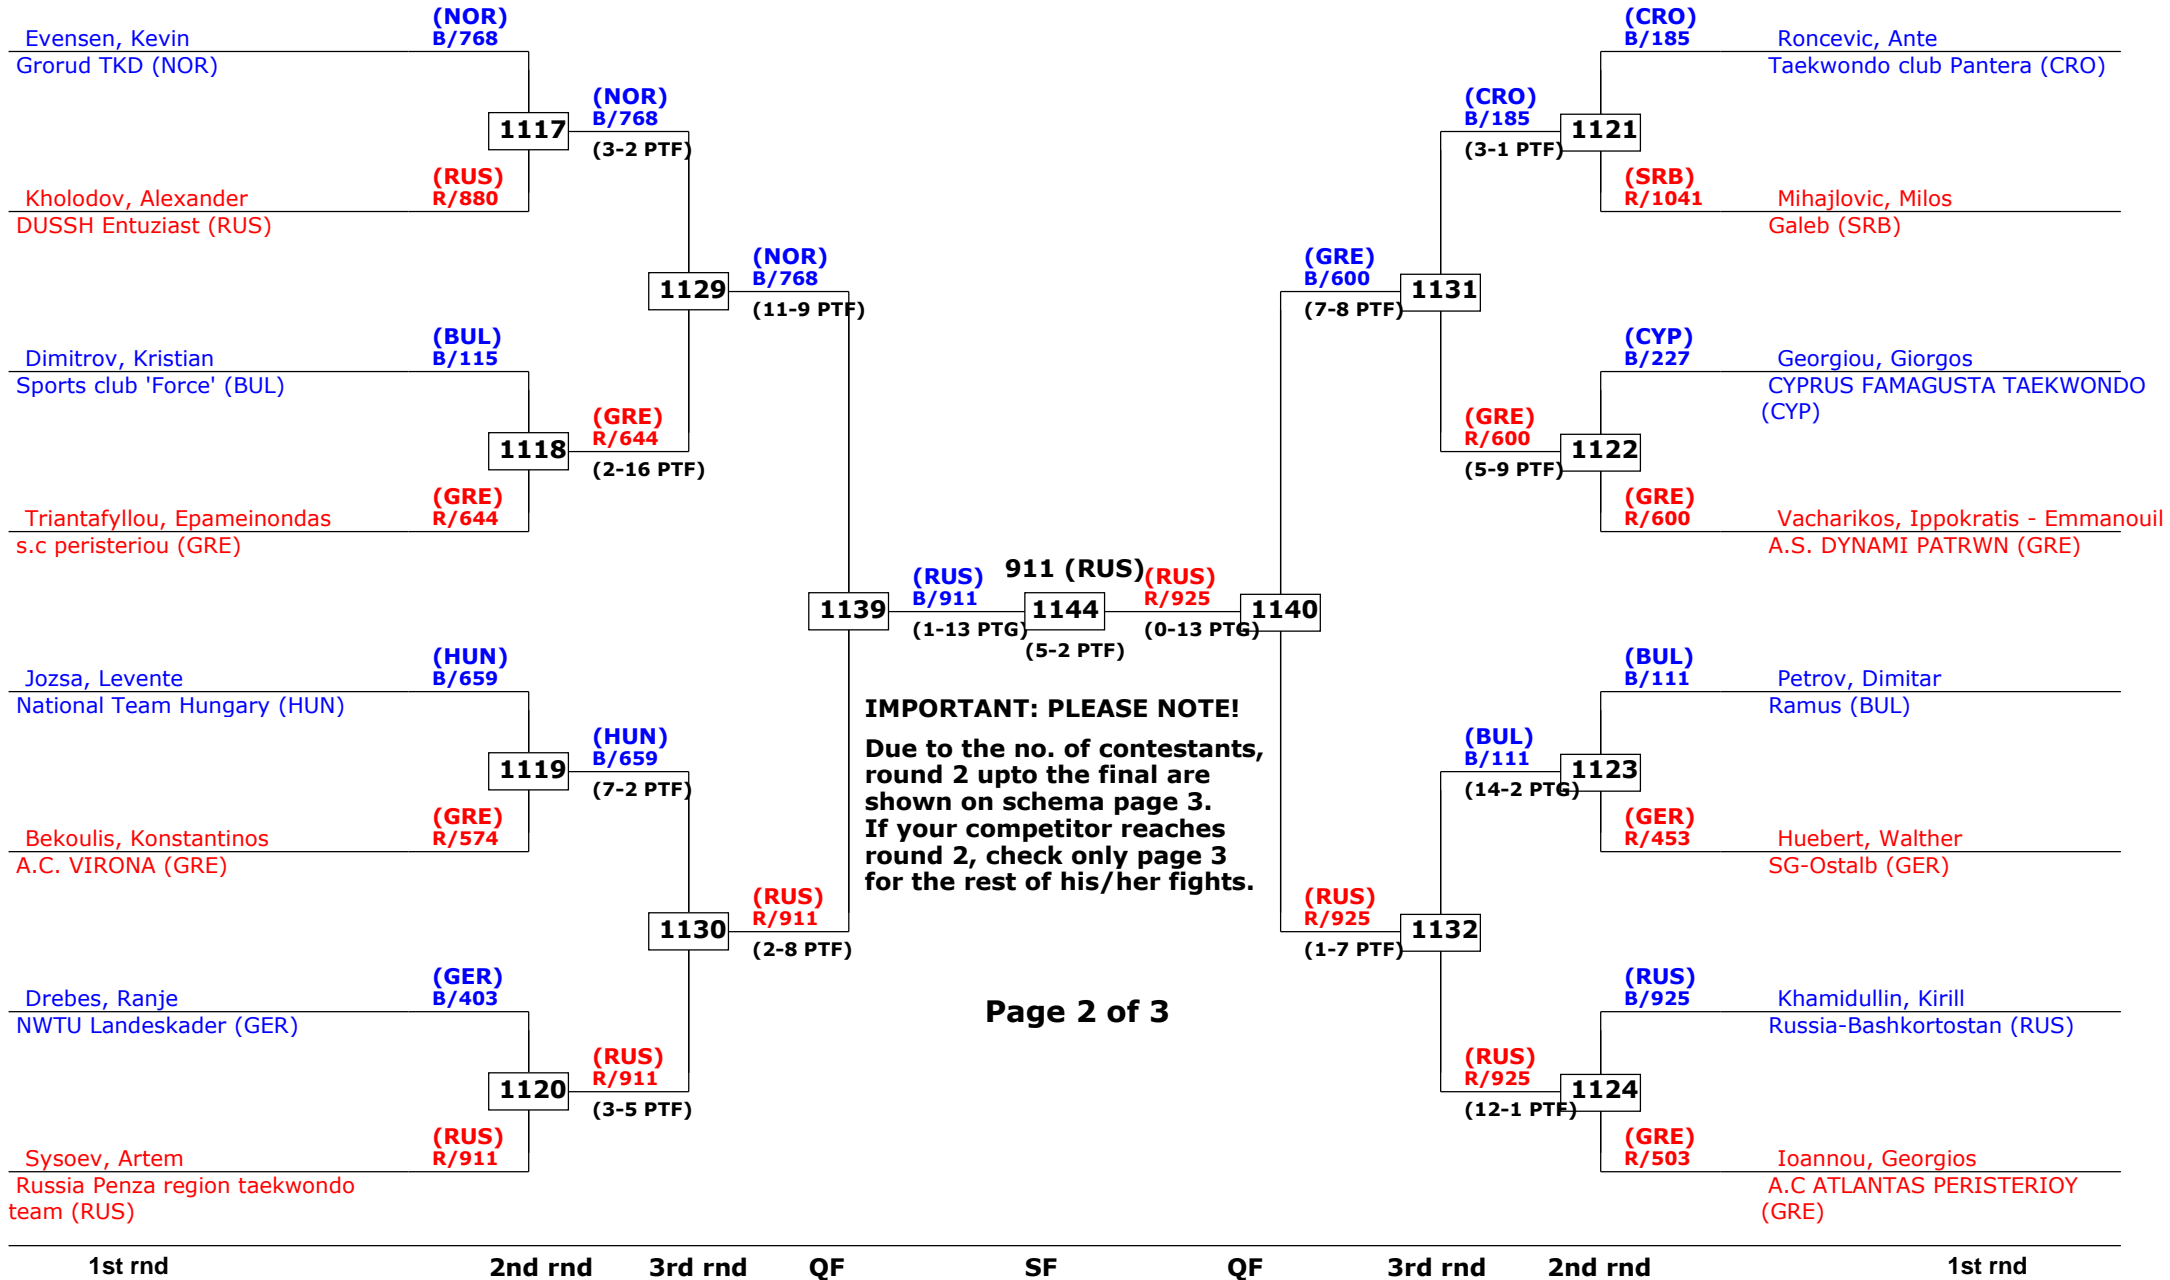 (NOR)
Evensen, Kevin B/768
Grorud TKD (NOR)
1117
(NOR)
B/768
(3-2 PTF)
(RUS)
Kholodov, Alexander R/880
DUSSH Entuziast (RUS)
1129
(NOR)
B/768
(11-9 PTF)
(BUL)
Dimitrov, Kristian B/115
Sports club 'Force' (BUL)
1118
(GRE)
R/644
(2-16 PTF)
(GRE)
Triantafyllou, Epameinondas R/644
s.c peristeriou (GRE)
1139
(RUS)
B/911
(1-13 PTG)
911 (RUS)
1144
(5-2 PTF)
(RUS)
R/925
(0-13 PTG)
1140
(HUN)
Jozsa, Levente B/659
National Team Hungary (HUN)
1119
(HUN)
B/659
(7-2 PTF)
(GRE)
Bekoulis, Konstantinos R/574
A.C. VIRONA (GRE)
1130
(RUS)
R/911
(2-8 PTF)
(GER)
Drebes, Ranje B/403
NWTU Landeskader (GER)
1120
(RUS)
R/911
(3-5 PTF)
(RUS)
Sysoev, Artem R/911
Russia Penza region taekwondo
team (RUS)
IMPORTANT: PLEASE NOTE!
Due to the no. of contestants,
round 2 upto the final are
shown on schema page 3.
If your competitor reaches
round 2, check only page 3
for the rest of his/her fights.
Page 2 of 3
(CRO)
B/185 Roncevic, Ante
Taekwondo club Pantera (CRO)
(CRO)
B/185
(3-1 PTF)
1121
(SRB)
R/1041 Mihajlovic, Milos
Galeb (SRB)
(GRE)
B/600
(7-8 PTF)
1131
(CYP)
B/227 Georgiou, Giorgos
CYPRUS FAMAGUSTA TAEKWONDO
(CYP)
(GRE)
R/600
(5-9 PTF)
1122
(GRE)
R/600 Vacharikos, Ippokratis - Emmanouil
A.S. DYNAMI PATRWN (GRE)
(BUL)
B/111 Petrov, Dimitar
Ramus (BUL)
(BUL)
B/111
(14-2 PTG)
1123
(GER)
R/453 Huebert, Walther
SG-Ostalb (GER)
(RUS)
R/925
(1-7 PTF)
1132
(RUS)
B/925 Khamidullin, Kirill
Russia-Bashkortostan (RUS)
(RUS)
R/925
(12-1 PTF)
1124
(GRE)
R/503 Ioannou, Georgios
A.C ATLANTAS PERISTERIOY
(GRE)
1st rnd 2nd rnd 3rd rnd QF SF QF 3rd rnd 2nd rnd 1st rnd